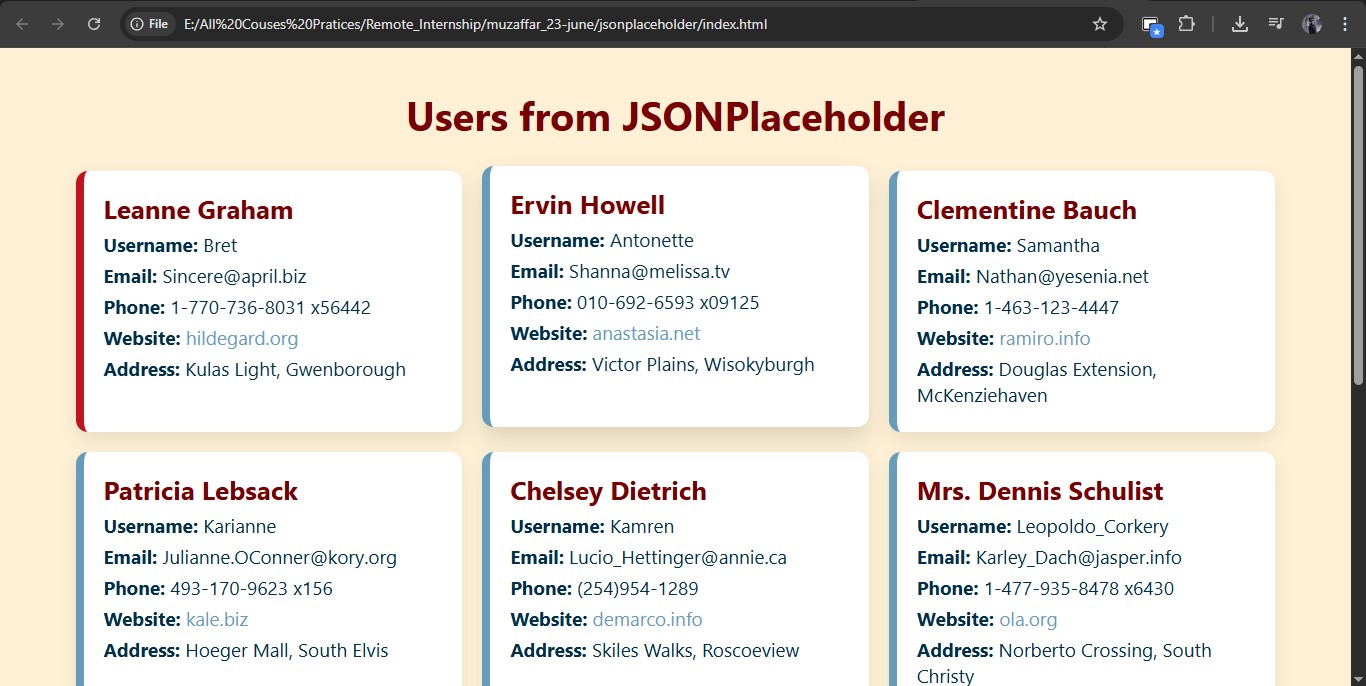 File E:/All%20Couses%20Pratices/Remote_Internship/muzaffar_23-june/jsonplaceholder/index.html
Users from JSONPlaceholder
Leanne Graham
Username: Bret
Email: Sincere@april.biz
Phone: 1-770-736-8031 x56442
Website: hildegard.org
Address: Kulas Light, Gwenborough
Ervin Howell
Username: Antonette
Email: Shanna@melissa.tv
Phone: 010-692-6593 x09125
Website: anastasia.net
Address: Victor Plains, Wisokyburgh
Clementine Bauch
Username: Samantha
Email: Nathan@yesenia.net
Phone: 1-463-123-4447
Website: ramiro.info
Address: Douglas Extension,
McKenziehaven
Patricia Lebsack
Username: Karianne
Email: Julianne.OConner@kory.org
Phone: 493-170-9623 x156
Website: kale.biz
Address: Hoeger Mall, South Elvis
Chelsey Dietrich
Username: Kamren
Email: Lucio_Hettinger@annie.ca
Phone: (254)954-1289
Website: demarco.info
Address: Skiles Walks, Roscoeview
Mrs. Dennis Schulist
Username: Leopoldo_Corkery
Email: Karley_Dach@jasper.info
Phone: 1-477-935-8478 x6430
Website: ola.org
Address: Norberto Crossing, South
Christy